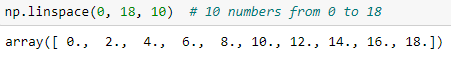 np.linspace(0, 18, 10)  # 10 numbers from 0 to 18
array([ 0.,  2.,  4.,  6.,  8., 10., 12., 14., 16., 18.])